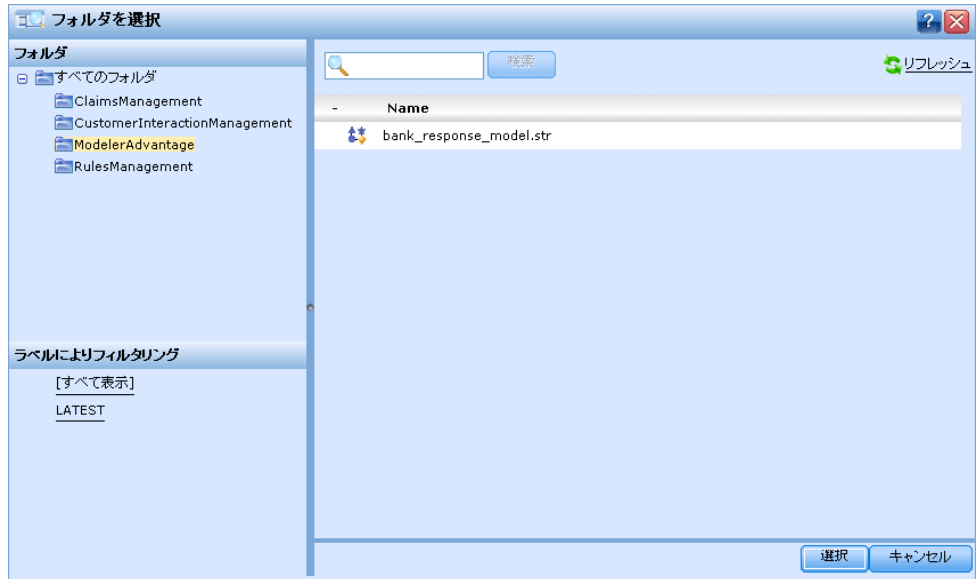 フォルダを選択
フォルダ
すべてのフォルダ
ClaimsManagement
CustomerInteractionManagement
ModelerAdvantage
RulesManagement
ラベルによりフィルタリング
[すべて表示]
LATEST
検索
リフレッシュ
- Name
bank_response_model.str
選択 キャンセル